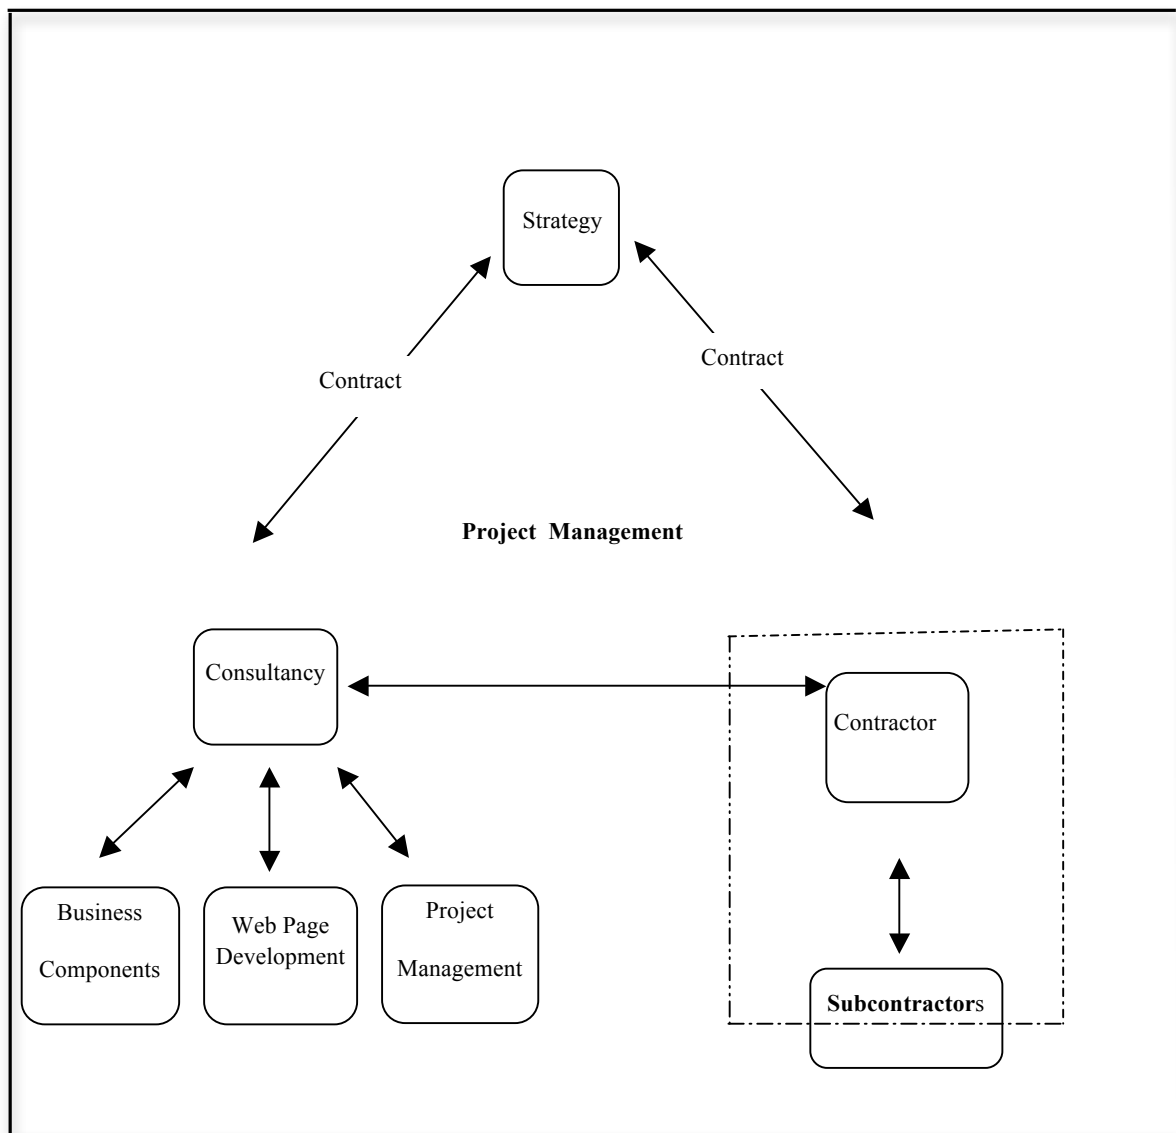 Strategy
Contract
Contract
Project Management
Consultancy
Contractor
Business
Components
Web Page
Development
Project
Management
Subcontractors